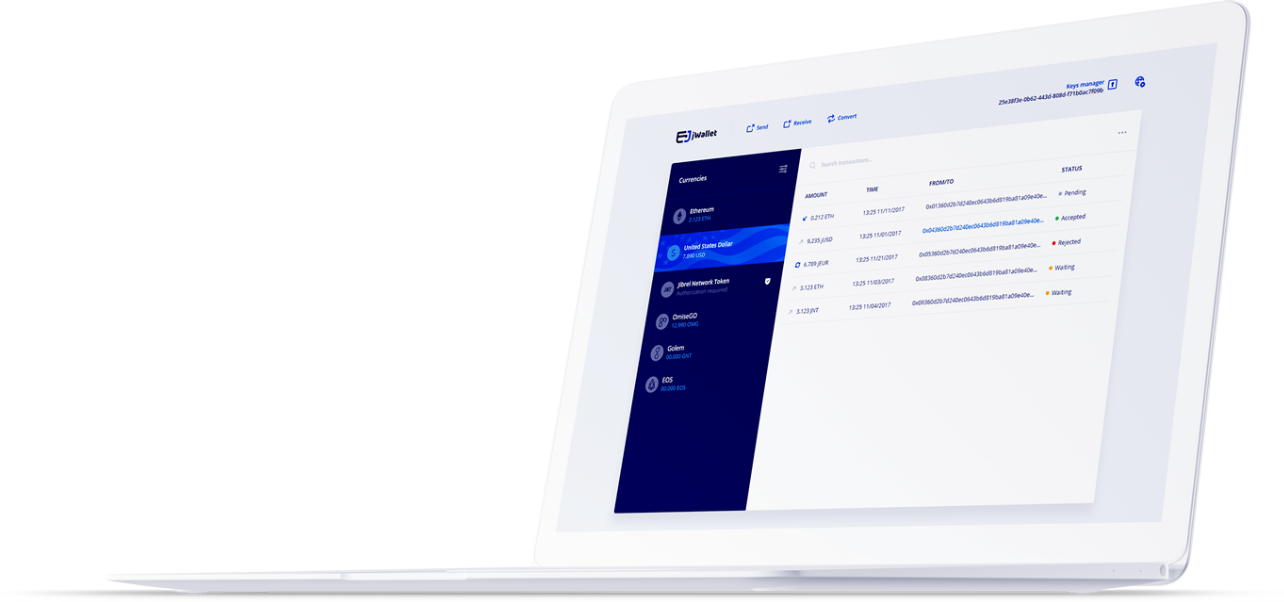 jWallet
Send
Receive
Convert
Keys manager
25e38f3e-0b62-443d-808d-f71b0ac7f09b
Currencies
Ethereum
2.123 ETH
United States Dollar
7,890 USD
Jibrel Network Token
Authorization required
JNT
OmiseGO
12,980 OMG
Golem
00.000 GNT
EOS
00.000 EOS
Search transactions...
AMOUNT TIME FROM/TO STATUS
0.212 ETH 13:25 11/11/2017 0x01360d2b7d240ec0643b6d819ba81a09e40e... Pending
9,235 JUSD 13:25 11/01/2017 0x04360d2b7d240ec0643b6d819ba81a09e40e... Accepted
6,709 JEUR 13:25 11/21/2017 0x05360d2b7d240ec0643b6d819ba81a09e40e... Rejected
3.123 ETH 13:25 11/03/2017 0x08360d2b7d240ec0643b6d819ba81a09e40e... Waiting
3.123 JNT 13:25 11/04/2017 0x09360d2b7d240ec0643b6d819ba81a09e40e... Waiting